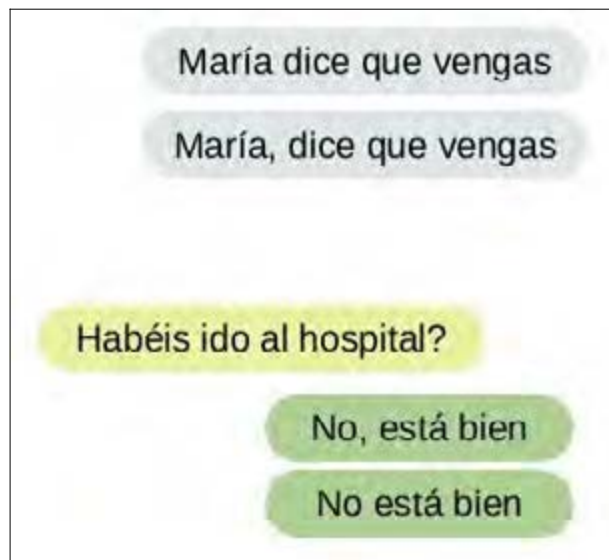 María dice que vengas
María, dice que vengas
Habéis ido al hospital?
No, está bien
No está bien